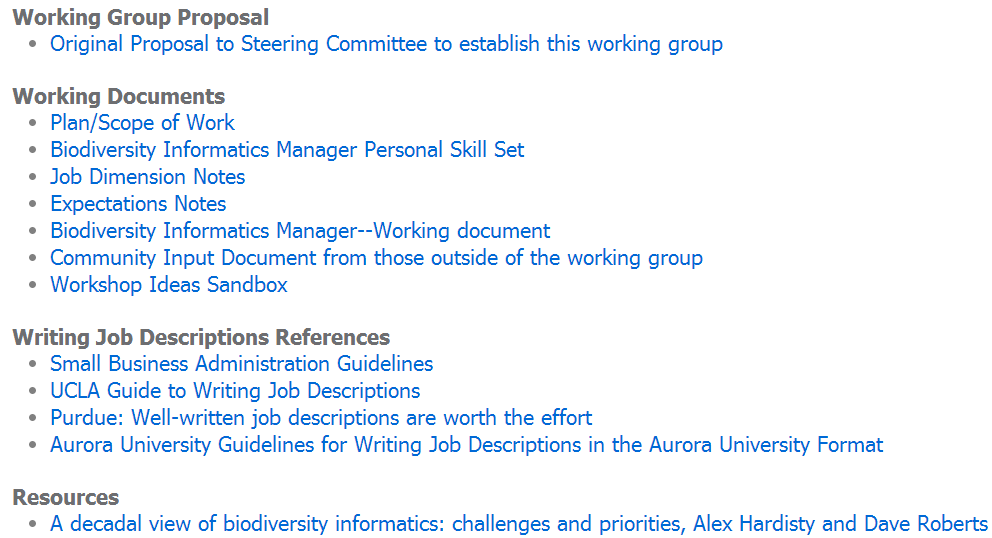 Working Group Proposal
• Original Proposal to Steering Committee to establish this working group
Working Documents
• Plan/Scope of Work
• Biodiversity Informatics Manager Personal Skill Set
• Job Dimension Notes
• Expectations Notes
• Biodiversity Informatics Manager--Working document
• Community Input Document from those outside of the working group
• Workshop Ideas Sandbox
Writing Job Descriptions References
• Small Business Administration Guidelines
• UCLA Guide to Writing Job Descriptions
• Purdue: Well-written job descriptions are worth the effort
• Aurora University Guidelines for Writing Job Descriptions in the Aurora University Format
Resources
• A decadal view of biodiversity informatics: challenges and priorities, Alex Hardisty and Dave Roberts